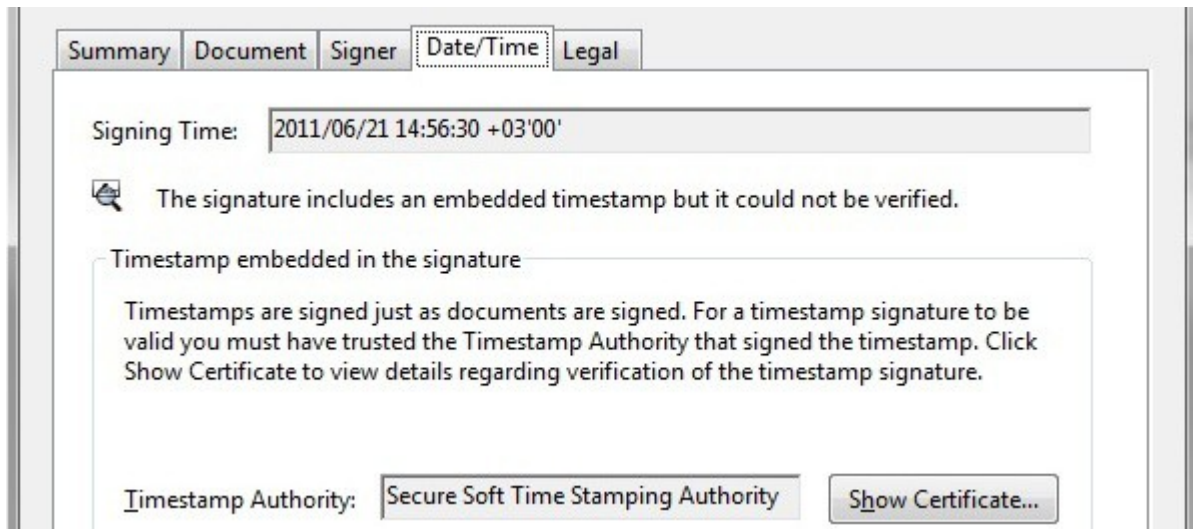 Summary Document Signer Date/Time Legal
Signing Time: 2011/06/21 14:56:30 +03'00'
The signature includes an embedded timestamp but it could not be verified.
Timestamp embedded in the signature
Timestamps are signed just as documents are signed. For a timestamp signature to be
valid you must have trusted the Timestamp Authority that signed the timestamp. Click
Show Certificate to view details regarding verification of the timestamp signature.
Timestamp Authority: Secure Soft Time Stamping Authority Show Certificate...